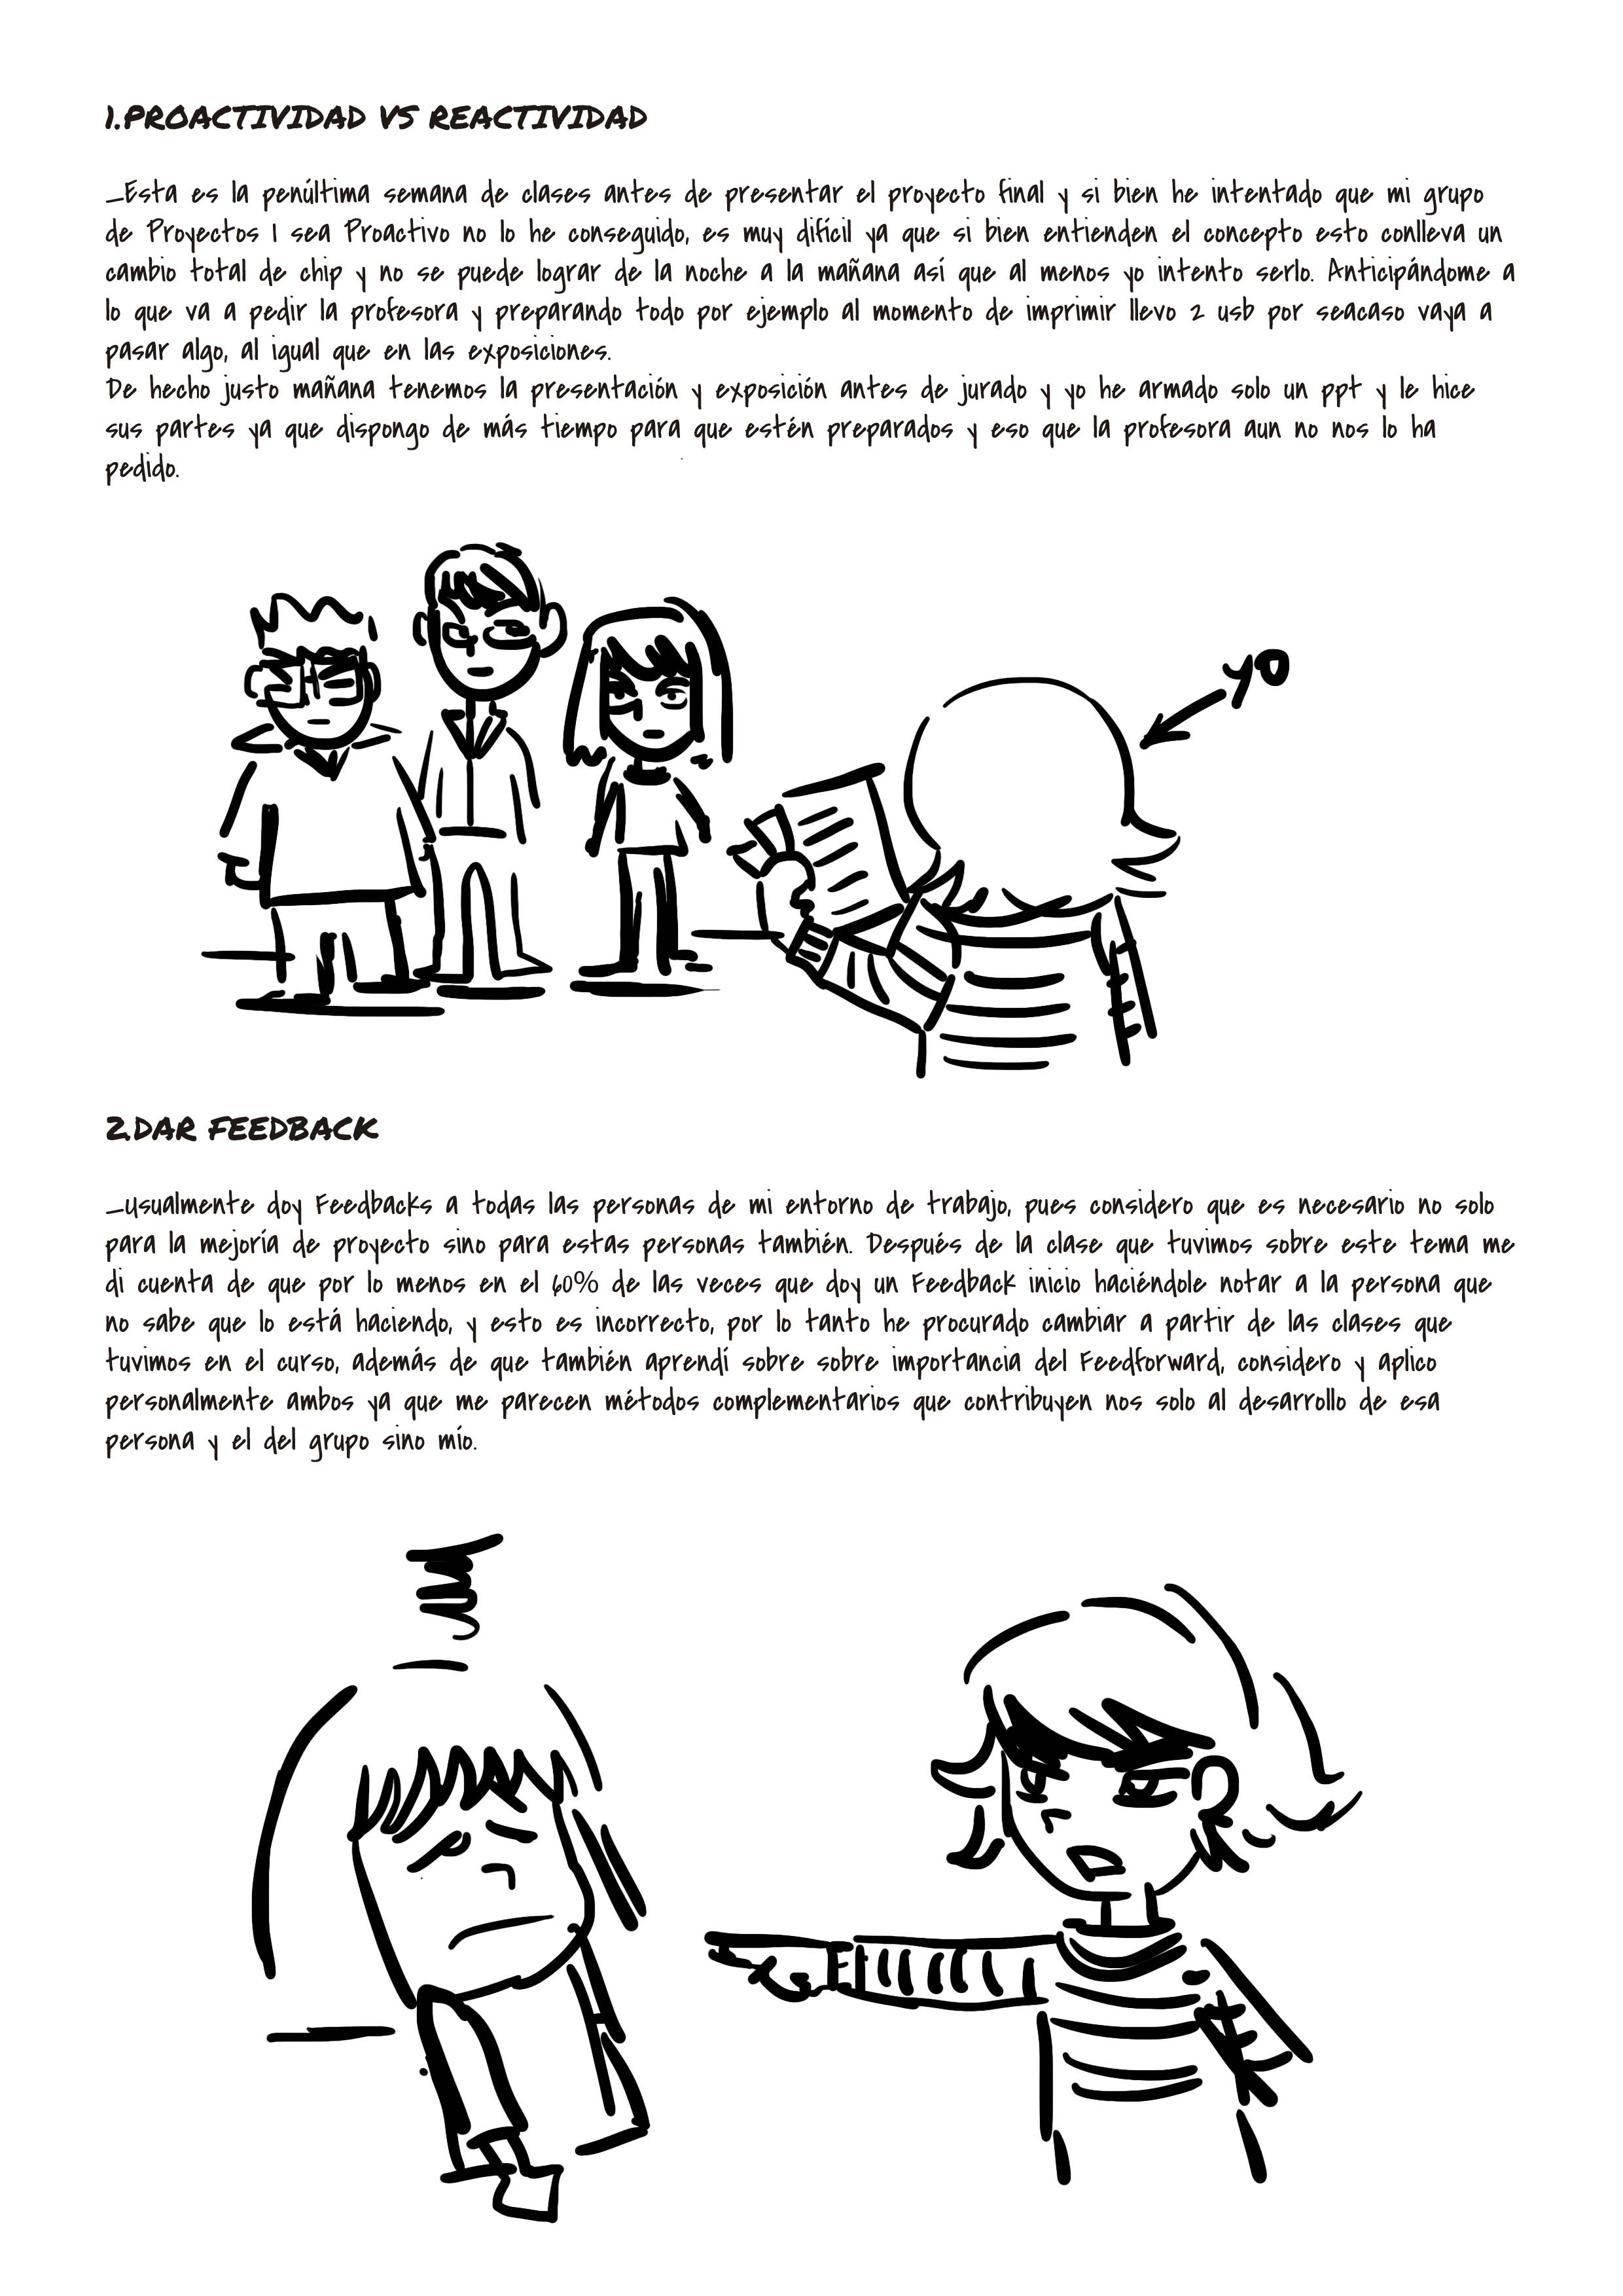 1.PROACTIVIDAD VS REACTIVIDAD
_Esta es la penúltima semana de clases antes de presentar el proyecto final y si bien he intentado que mi grupo
de Proyectos 1 sea Proactivo no lo he conseguido, es muy difícil ya que si bien entienden el concepto esto conlleva un
cambio total de chip y no se puede lograr de la noche a la mañana así que al menos yo intento serlo. Anticipándome a
lo que va a pedir la profesora y preparando todo por ejemplo al momento de imprimir llevo 2 usb por seacaso vaya a
pasar algo, al igual que en las exposiciones.
De hecho justo mañana tenemos la presentación y exposición antes de jurado y yo he armado solo un ppt y le hice
sus partes ya que dispongo de más tiempo para que estén preparados y eso que la profesora aun no nos lo ha
pedido.
yo
2.DAR FEEDBACK
_usualmente doy Feedbacks a todas las personas de mi entorno de trabajo, pues considero que es necesario no solo
para la mejoría de proyecto sino para estas personas también. Después de la clase que tuvimos sobre este tema me
di cuenta de que por lo menos en el 60% de las veces que doy un Feedback inicio haciéndole notar a la persona que
no sabe que lo está haciendo, y esto es incorrecto, por lo tanto he procurado cambiar a partir de las clases que
tuvimos en el curso, además de que también aprendí sobre sobre importancia del Feedforward, considero y aplico
personalmente ambos ya que me parecen métodos complementarios que contribuyen nos solo al desarrollo de esa
persona y el del grupo sino mío.